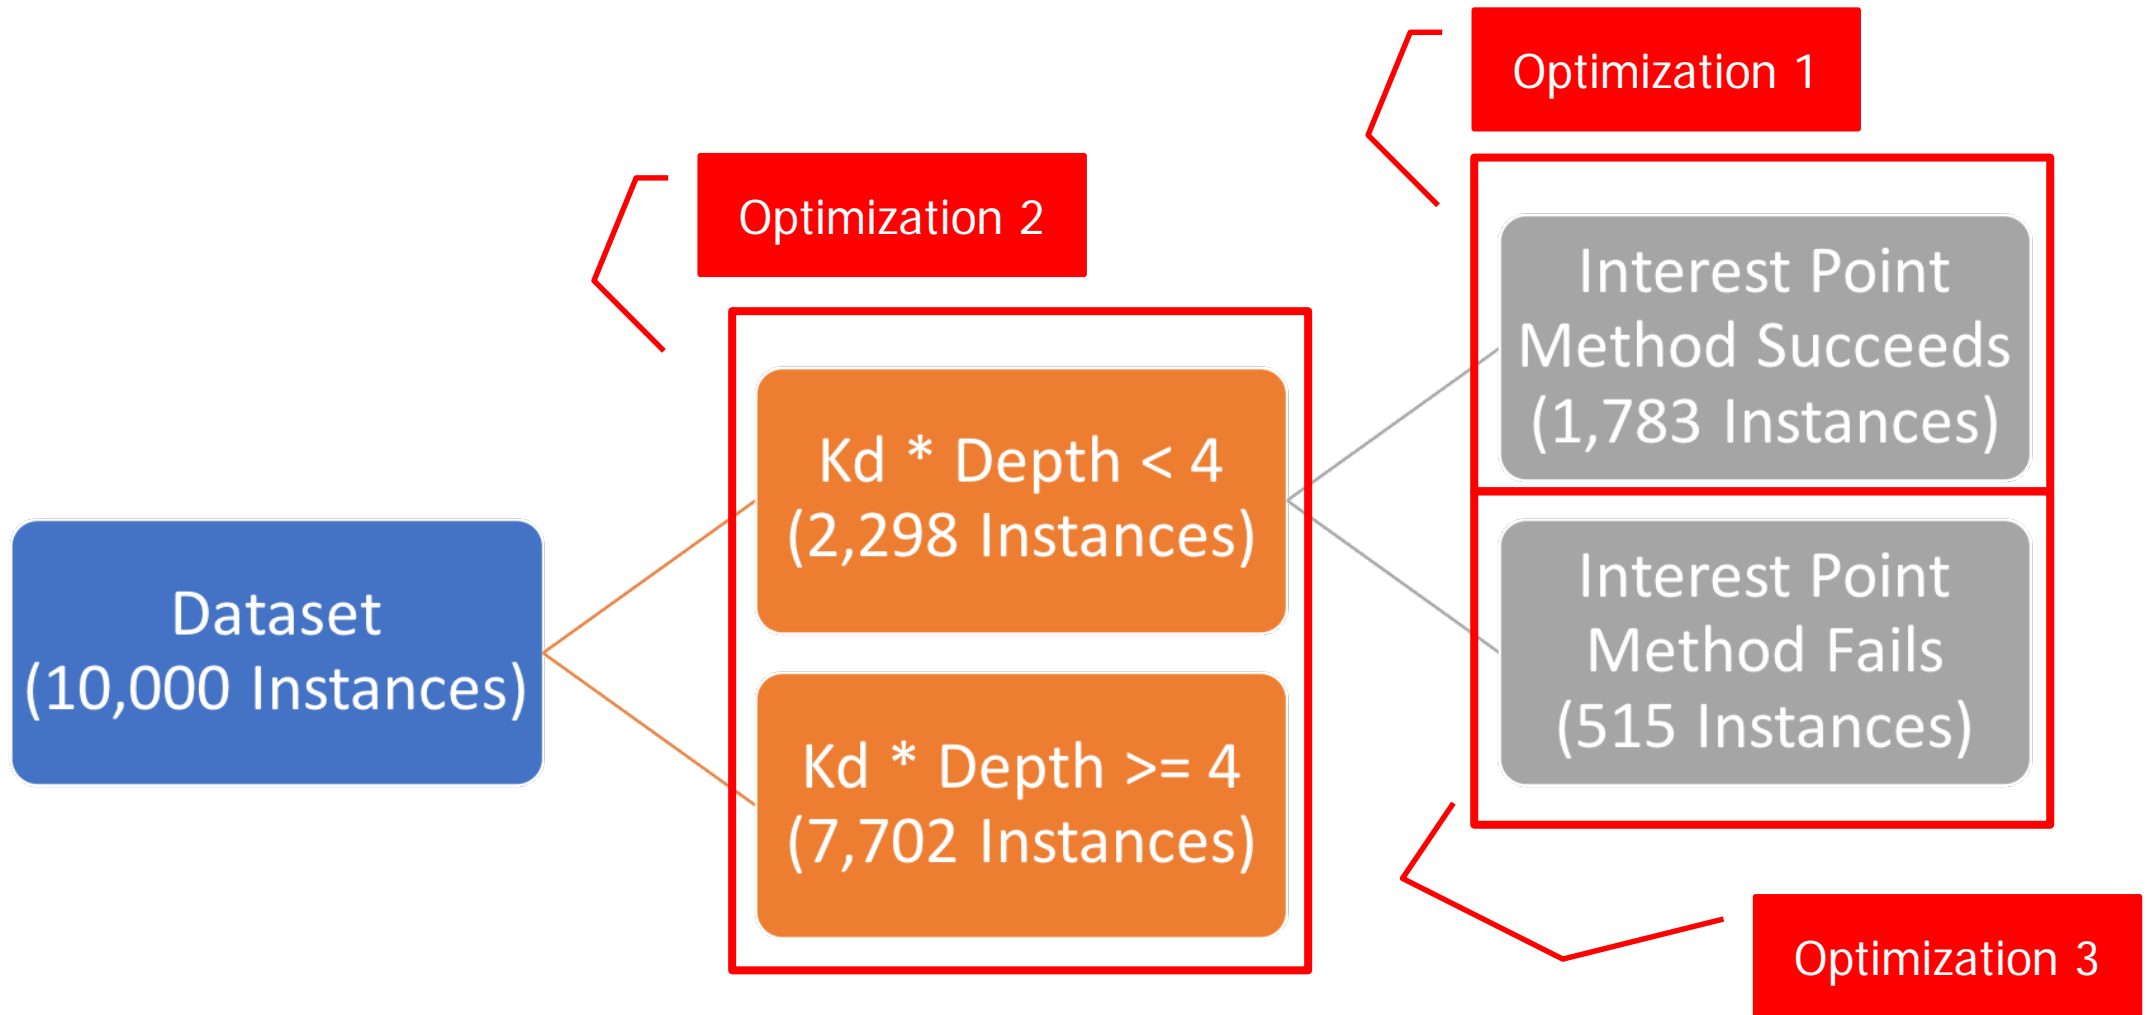 Optimization 1
Optimization 2
Interest Point
Method Succeeds
(1,783 Instances)
Kd * Depth < 4
(2,298 Instances)
Dataset
(10,000 Instances)
Interest Point
Method Fails
(515 Instances)
Kd * Depth >= 4
(7,702 Instances)
Optimization 3